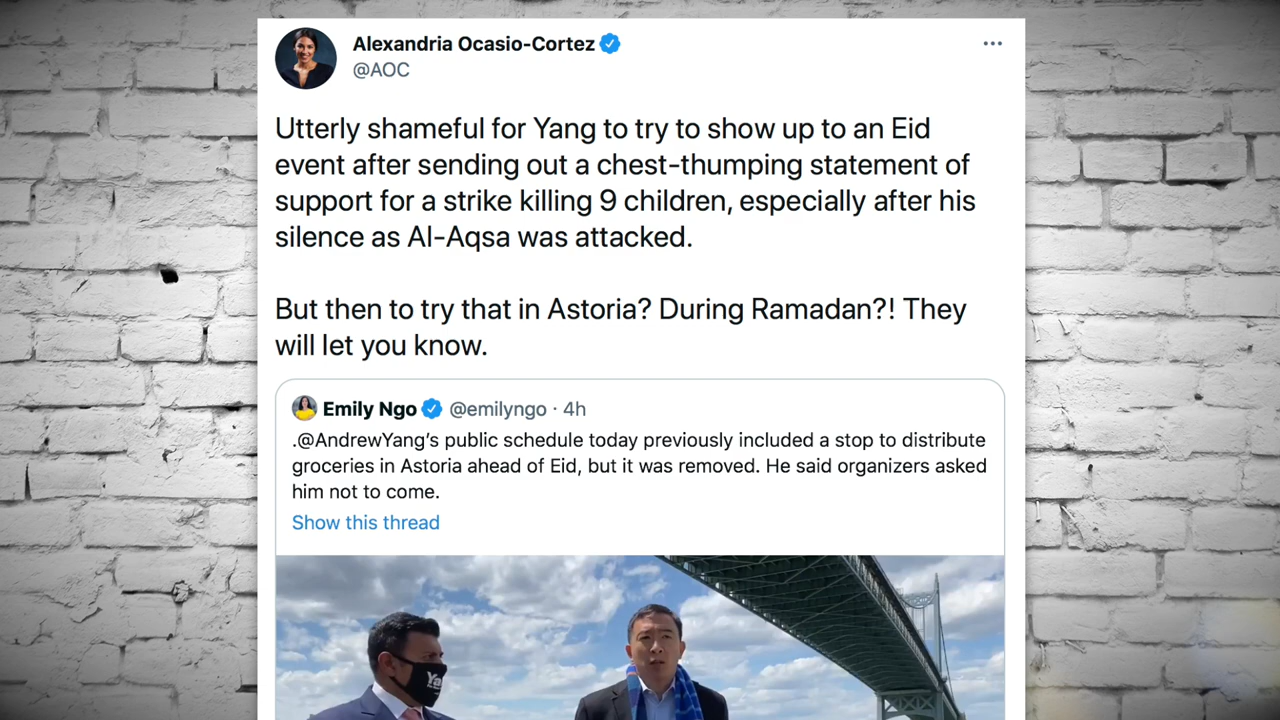 Alexandria Ocasio-Cortez
@AOC
Utterly shameful for Yang to try to show up to an Eid
event after sending out a chest-thumping statement of
support for a strike killing 9 children, especially after his
silence as Al-Aqsa was attacked.
But then to try that in Astoria? During Ramadan?! They
will let you know.
Emily Ngo @emilyngo · 4h
.@AndrewYang’s public schedule today previously included a stop to distribute
groceries in Astoria ahead of Eid, but it was removed. He said organizers asked
him not to come.
Show this thread